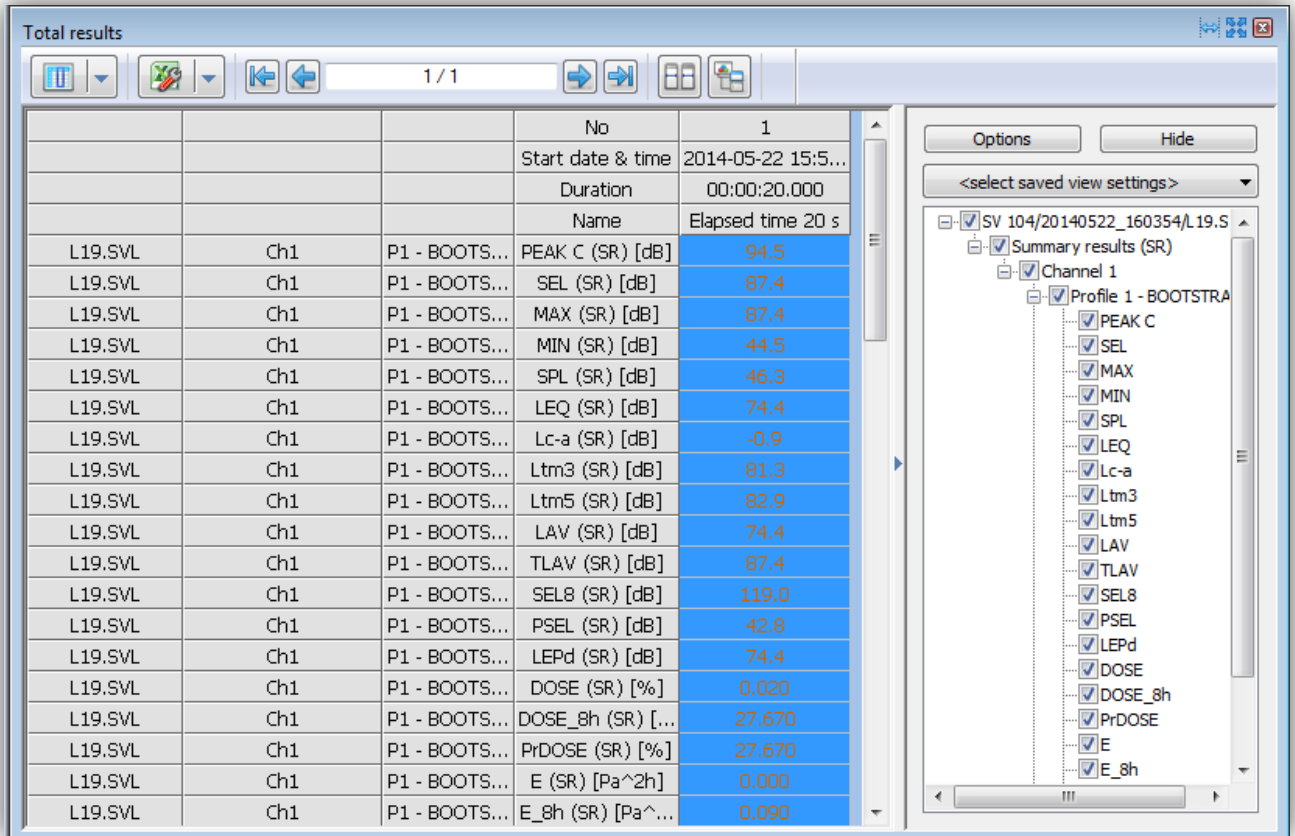 Total results
1 / 1
No 1
Start date & time 2014-05-22 15:5...
Duration 00:00:20.000
Name Elapsed time 20 s
L19.SVL Ch1 P1 - BOOTS... PEAK C (SR) [dB] 94.5
L19.SVL Ch1 P1 - BOOTS... SEL (SR) [dB] 87.4
L19.SVL Ch1 P1 - BOOTS... MAX (SR) [dB] 87.4
L19.SVL Ch1 P1 - BOOTS... MIN (SR) [dB] 44.5
L19.SVL Ch1 P1 - BOOTS... SPL (SR) [dB] 46.3
L19.SVL Ch1 P1 - BOOTS... LEQ (SR) [dB] 74.4
L19.SVL Ch1 P1 - BOOTS... Lc-a (SR) [dB] -0.9
L19.SVL Ch1 P1 - BOOTS... Ltm3 (SR) [dB] 81.3
L19.SVL Ch1 P1 - BOOTS... Ltm5 (SR) [dB] 82.9
L19.SVL Ch1 P1 - BOOTS... LAV (SR) [dB] 74.4
L19.SVL Ch1 P1 - BOOTS... TLAV (SR) [dB] 87.4
L19.SVL Ch1 P1 - BOOTS... SEL8 (SR) [dB] 119.0
L19.SVL Ch1 P1 - BOOTS... PSEL (SR) [dB] 42.8
L19.SVL Ch1 P1 - BOOTS... LEPd (SR) [dB] 74.4
L19.SVL Ch1 P1 - BOOTS... DOSE (SR) [%] 0.020
L19.SVL Ch1 P1 - BOOTS... DOSE_8h (SR) [... 27.670
L19.SVL Ch1 P1 - BOOTS... PrDOSE (SR) [%] 27.670
L19.SVL Ch1 P1 - BOOTS... E (SR) [Pa^2h] 0.000
L19.SVL Ch1 P1 - BOOTS... E_8h (SR) [Pa^... 0.090
Options Hide
<select saved view settings>
SV 104/20140522_160354/L19.S
Summary results (SR)
Channel 1
Profile 1 - BOOTSTRA
PEAK C
SEL
MAX
MIN
SPL
LEQ
Lc-a
Ltm3
Ltm5
LAV
TLAV
SEL8
PSEL
LEPd
DOSE
DOSE_8h
PrDOSE
E
E_8h